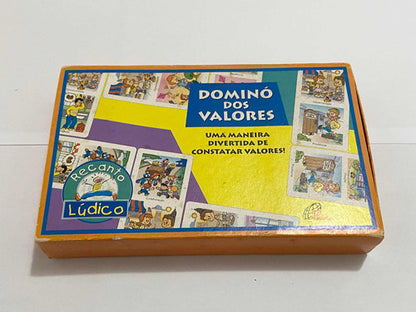 DOMINÓ
DOS
VALORES
UMA MANEIRA
DIVERTIDA DE
CONSTATAR VALORES!
Recanto
Lúdico